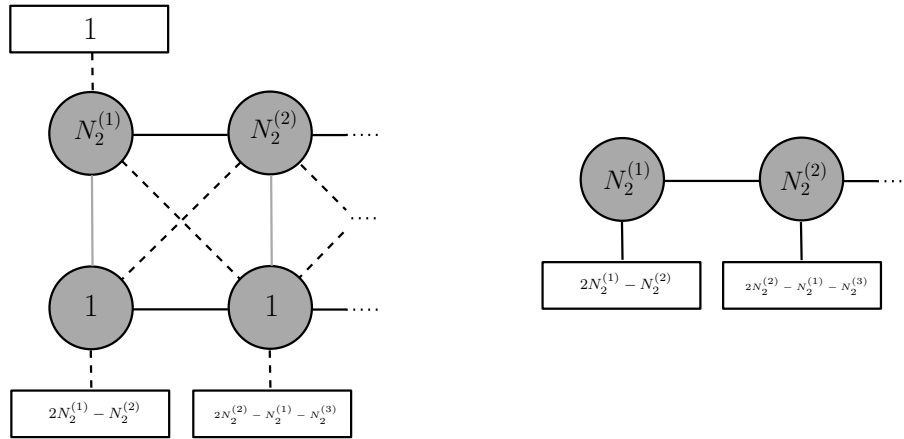 1
N_2^{(1)} N_2^{(2)}
1 1
2N_2^{(1)} − N_2^{(2)} 2N_2^{(2)} − N_2^{(1)} − N_2^{(3)}
N_2^{(1)} N_2^{(2)}
2N_2^{(1)} − N_2^{(2)} 2N_2^{(2)} − N_2^{(1)} − N_2^{(3)}